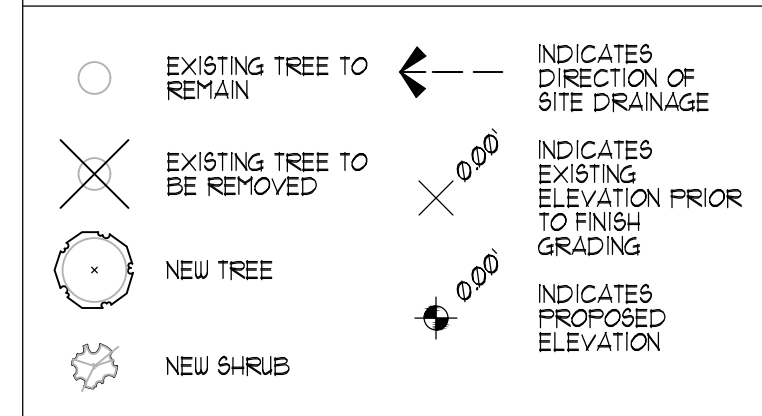 EXISTING TREE TO
REMAIN
EXISTING TREE TO
BE REMOVED
NEW TREE
NEW SHRUB
INDICATES
DIRECTION OF
SITE DRAINAGE
0.00'
INDICATES
EXISTING
ELEVATION PRIOR
TO FINISH
GRADING
0.00'
INDICATES
PROPOSED
ELEVATION